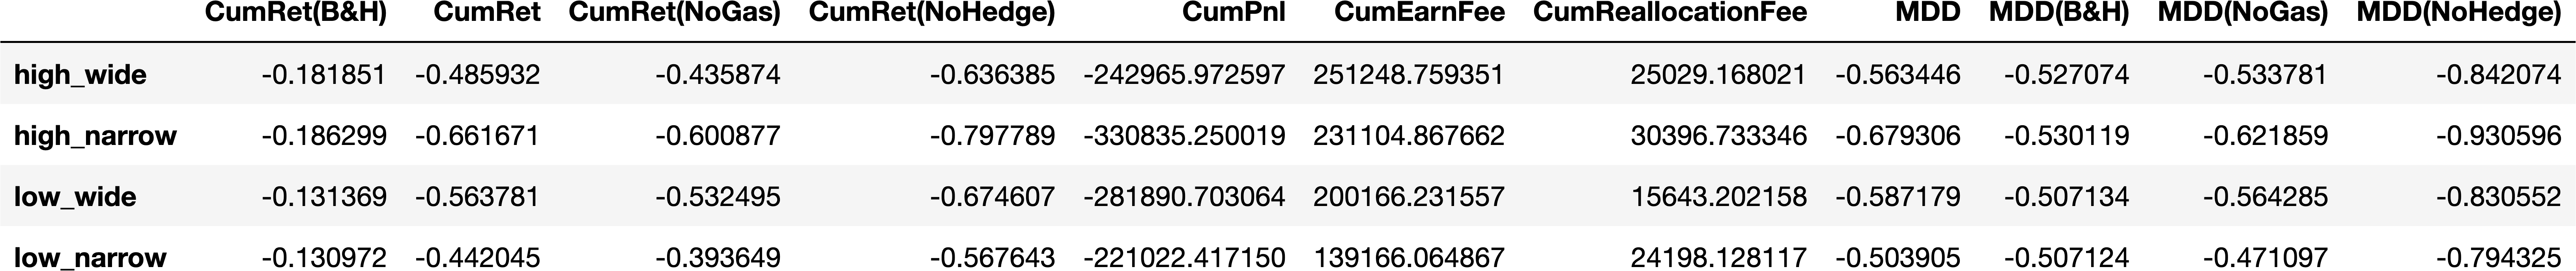 CumRet(B&H) CumRet CumRet(NoGas) CumRet(NoHedge) CumPnl CumEarnFee CumReallocationFee MDD MDD(B&H) MDD(NoGas) MDD(NoHedge)
high_wide -0.181851 -0.485932 -0.435874 -0.636385 -242965.972597 251248.759351 25029.168021 -0.563446 -0.527074 -0.533781 -0.842074
high_narrow -0.186299 -0.661671 -0.600877 -0.797789 -330835.250019 231104.867662 30396.733346 -0.679306 -0.530119 -0.621859 -0.930596
low_wide -0.131369 -0.563781 -0.532495 -0.674607 -281890.703064 200166.231557 15643.202158 -0.587179 -0.507134 -0.564285 -0.830552
low_narrow -0.130972 -0.442045 -0.393649 -0.567643 -221022.417150 139166.064867 24198.128117 -0.503905 -0.507124 -0.471097 -0.794325